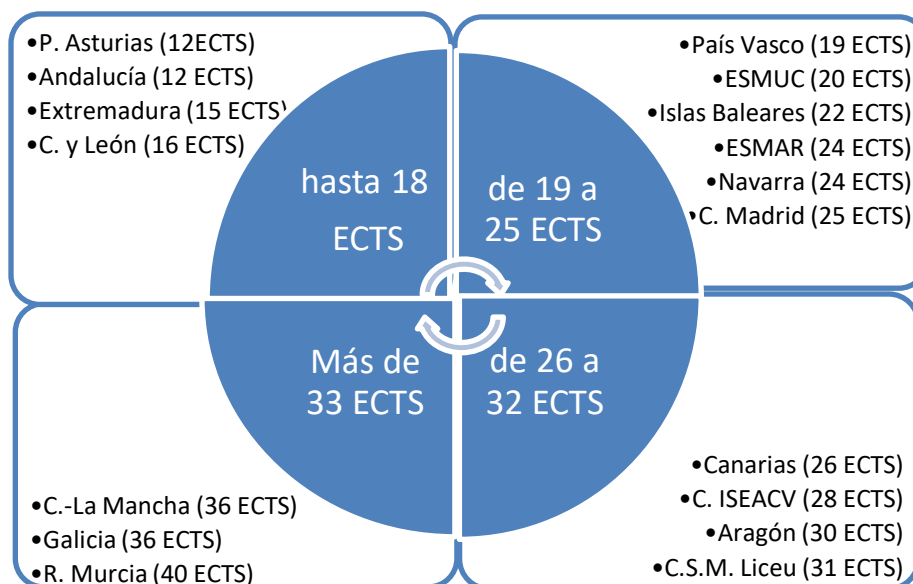 •P. Asturias (12ECTS)
•Andalucía (12 ECTS)
•Extremadura (15 ECTS)
•C. y León (16 ECTS)
hasta 18
ECTS
•País Vasco (19 ECTS)
•ESMUC (20 ECTS)
•Islas Baleares (22 ECTS)
•ESMAR (24 ECTS)
•Navarra (24 ECTS)
•C. Madrid (25 ECTS)
de 19 a
25 ECTS
Más de
33 ECTS
•C.-La Mancha (36 ECTS)
•Galicia (36 ECTS)
•R. Murcia (40 ECTS)
de 26 a
32 ECTS
•Canarias (26 ECTS)
•C. ISEACV (28 ECTS)
•Aragón (30 ECTS)
•C.S.M. Liceu (31 ECTS)